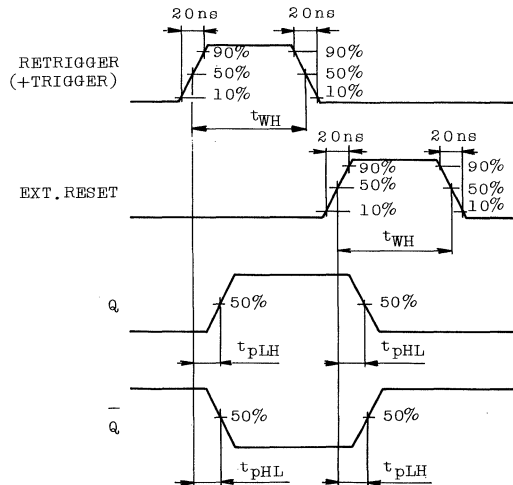 20ns 20ns
RETRIGGER
(+TRIGGER)
90% 90%
50% 50%
10% 10%
tWH
20ns 20ns
EXT.RESET
90% 90%
50% 50%
10% 10%
tWH
Q
50% 50%
tpLH tpHL
Q
50% 50%
tpHL tpLH